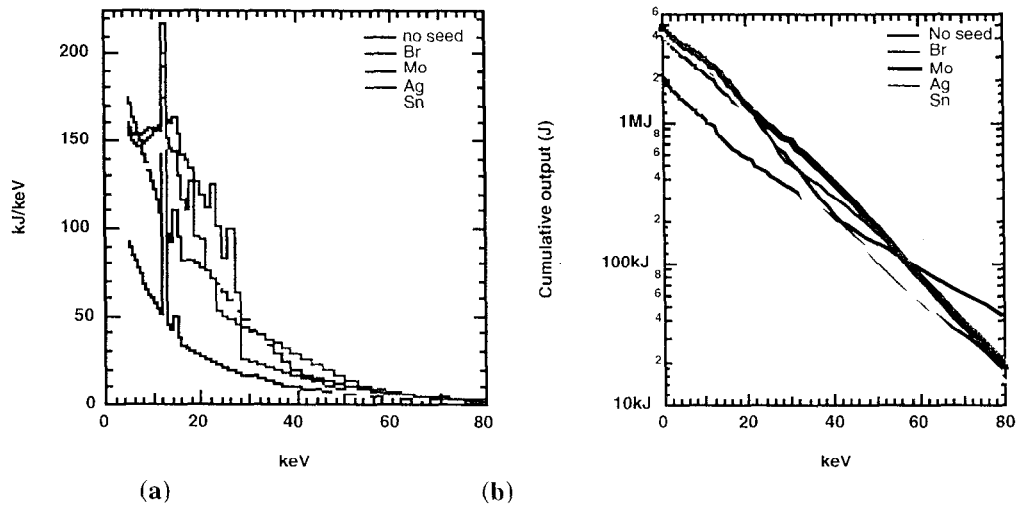 200
150
100
50
0
kJ/keV
no seed
Br
Mo
Ag
Sn
0
20
40
60
80
keV
(a)
6
4
2
1MJ
8
6
4
2
100kJ
8
6
4
2
10kJ
Cumulative output (J)
No seed
Br
Mo
Ag
Sn
0
20
40
60
80
keV
(b)